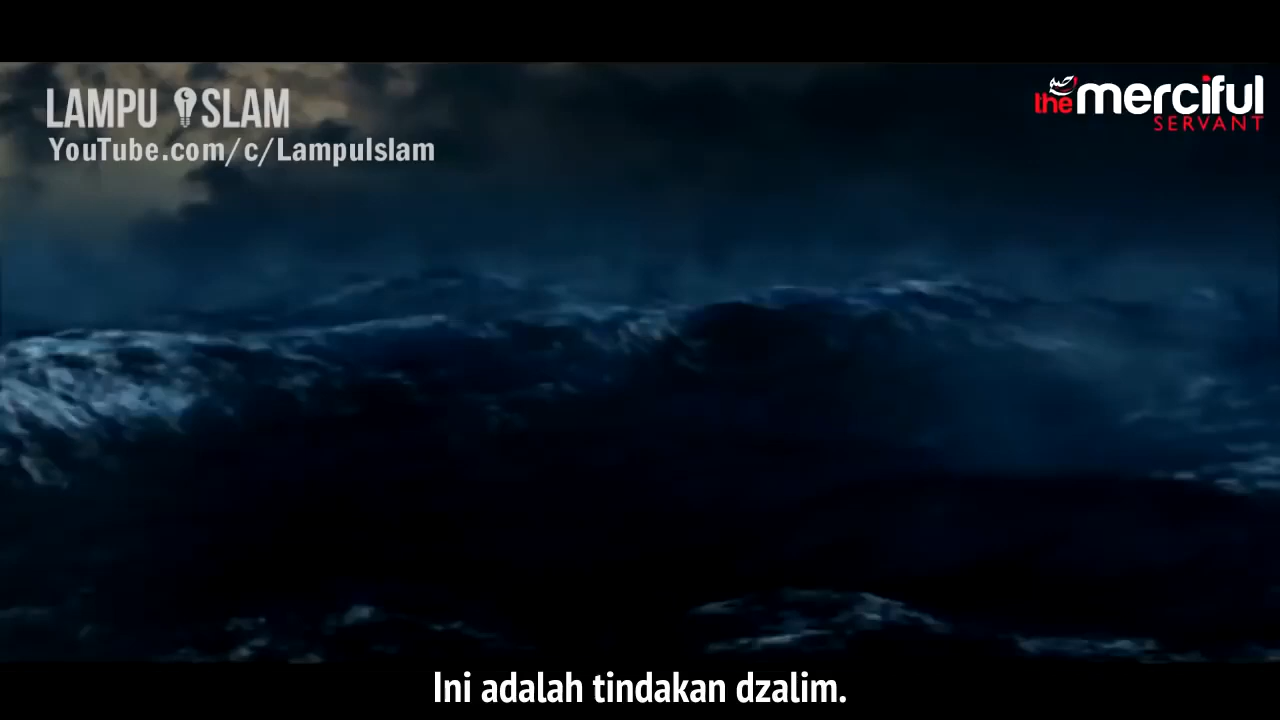 LAMPU ISLAM
YouTube.com/c/LampuIslam
the merciful
SERVANT
Ini adalah tindakan dzalim.